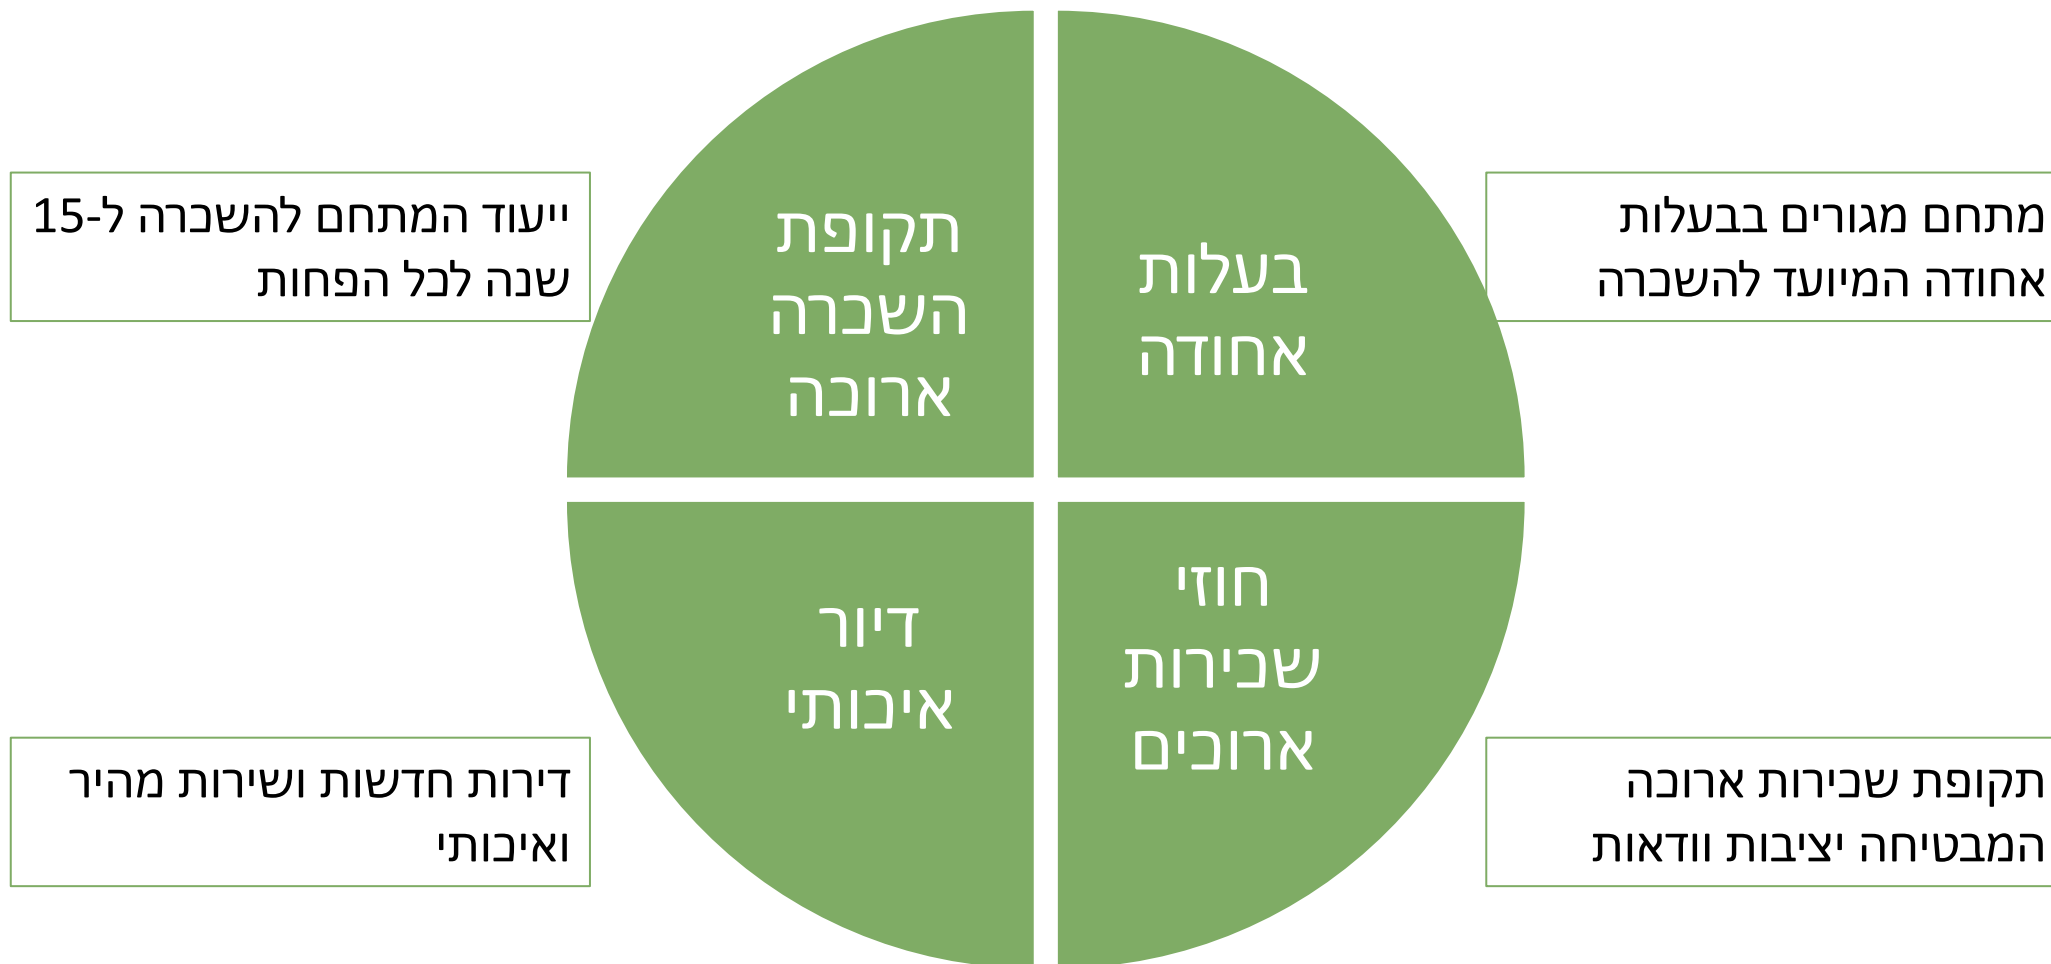 בעלות
אחודה
מתחם מגורים בבעלות
אחודה המיועד להשכרה
תקופת
השכרה
ארוכה
ייעוד המתחם להשכרה ל-15
שנה לכל הפחות
חוזי
שכירות
ארוכים
תקופת שכירות ארוכה
המבטיחה יציבות וודאות
דיור
איכותי
דירות חדשות ושירות מהיר
ואיכותי